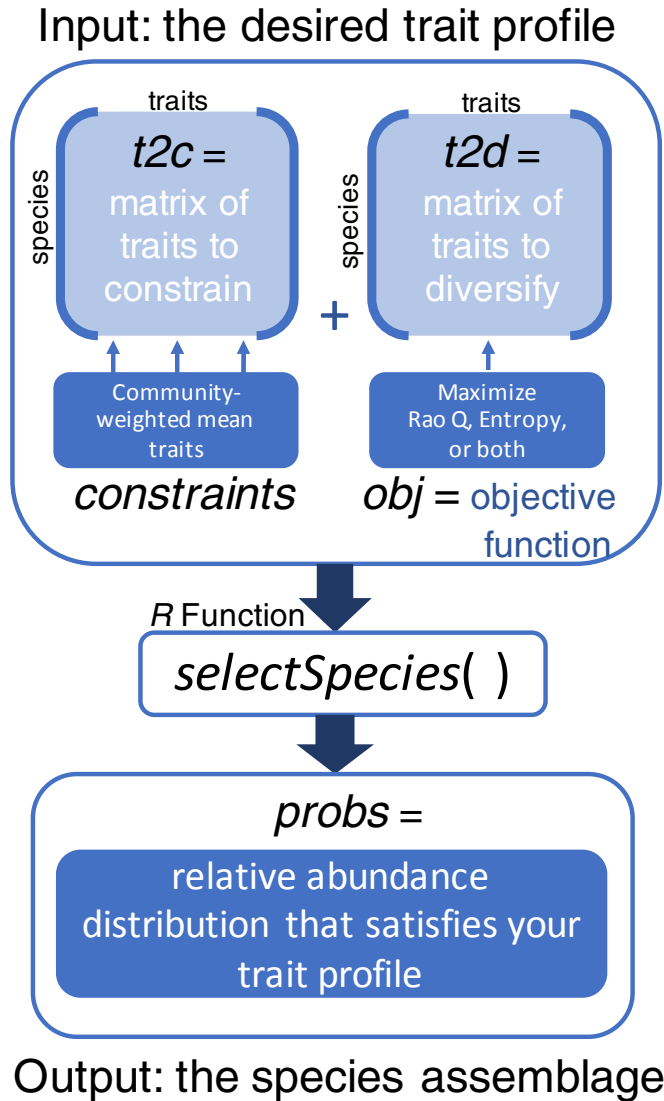 Input: the desired trait profile
traits
species
t2c =
matrix of
traits to
constrain
+
traits
species
t2d =
matrix of
traits to
diversify
Community-
weighted mean
traits
constraints
Maximize
Rao Q, Entropy,
or both
obj = objective
function
R Function
selectSpecies( )
probs =
relative abundance
distribution that satisfies your
trait profile
Output: the species assemblage